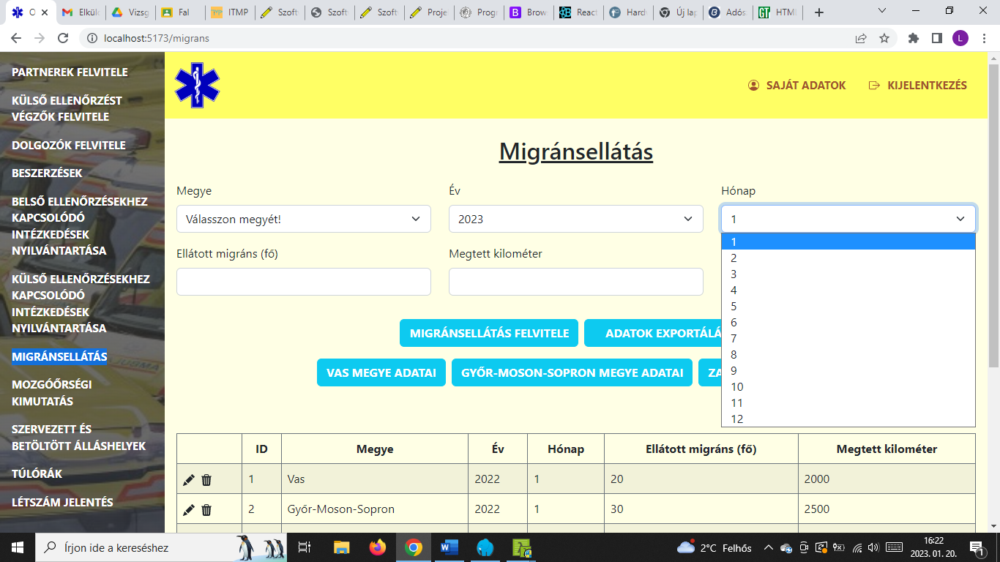 O
Elkül
Vizsg
Fal
ITMP
Szoft
Szoft
Szoft
Proje
Progr
Brow
React
Hardv
Új lap
Adós
HTML
localhost:5173/migrans
L
PARTNEREK FELVITELE
KÜLSŐ ELLENŐRZÉST
VÉGZŐK FELVITELE
DOLGOZÓK FELVITELE
BESZERZÉSEK
BELSŐ ELLENŐRZÉSEKHEZ
KAPCSOLÓDÓ
INTÉZKEDÉSEK
NYILVÁNTARTÁSA
KÜLSŐ ELLENŐRZÉSEKHEZ
KAPCSOLÓDÓ
INTÉZKEDÉSEK
NYILVÁNTARTÁSA
MIGRÁNSELLÁTÁS
MOZGÓŐRSÉGI
KIMUTATÁS
SZERVEZETT ÉS
BETÖLTÖTT ÁLLÁSHELYEK
TÚLÓRÁK
LÉTSZÁM JELENTÉS
SAJÁT ADATOK
KIJELENTKEZÉS
Migránsellátás
Megye
Év
Hónap
Válasszon megyét!
2023
1
1
2
3
4
5
6
7
8
9
10
11
12
Ellátott migráns (fő)
Megtett kilométer
MIGRÁNSELLÁTÁS FELVITELE
ADATOK EXPORTÁLÁ
VAS MEGYE ADATAI
GYŐR-MOSON-SOPRON MEGYE ADATAI
ZA
ID Megye Év Hónap Ellátott migráns (fő) Megtett kilométer
1 Vas 2022 1 20 2000
2 Győr-Moson-Sopron 2022 1 30 2500
Írjon ide a kereséshez
2°C Felhős
16:22
2023. 01. 20.
1